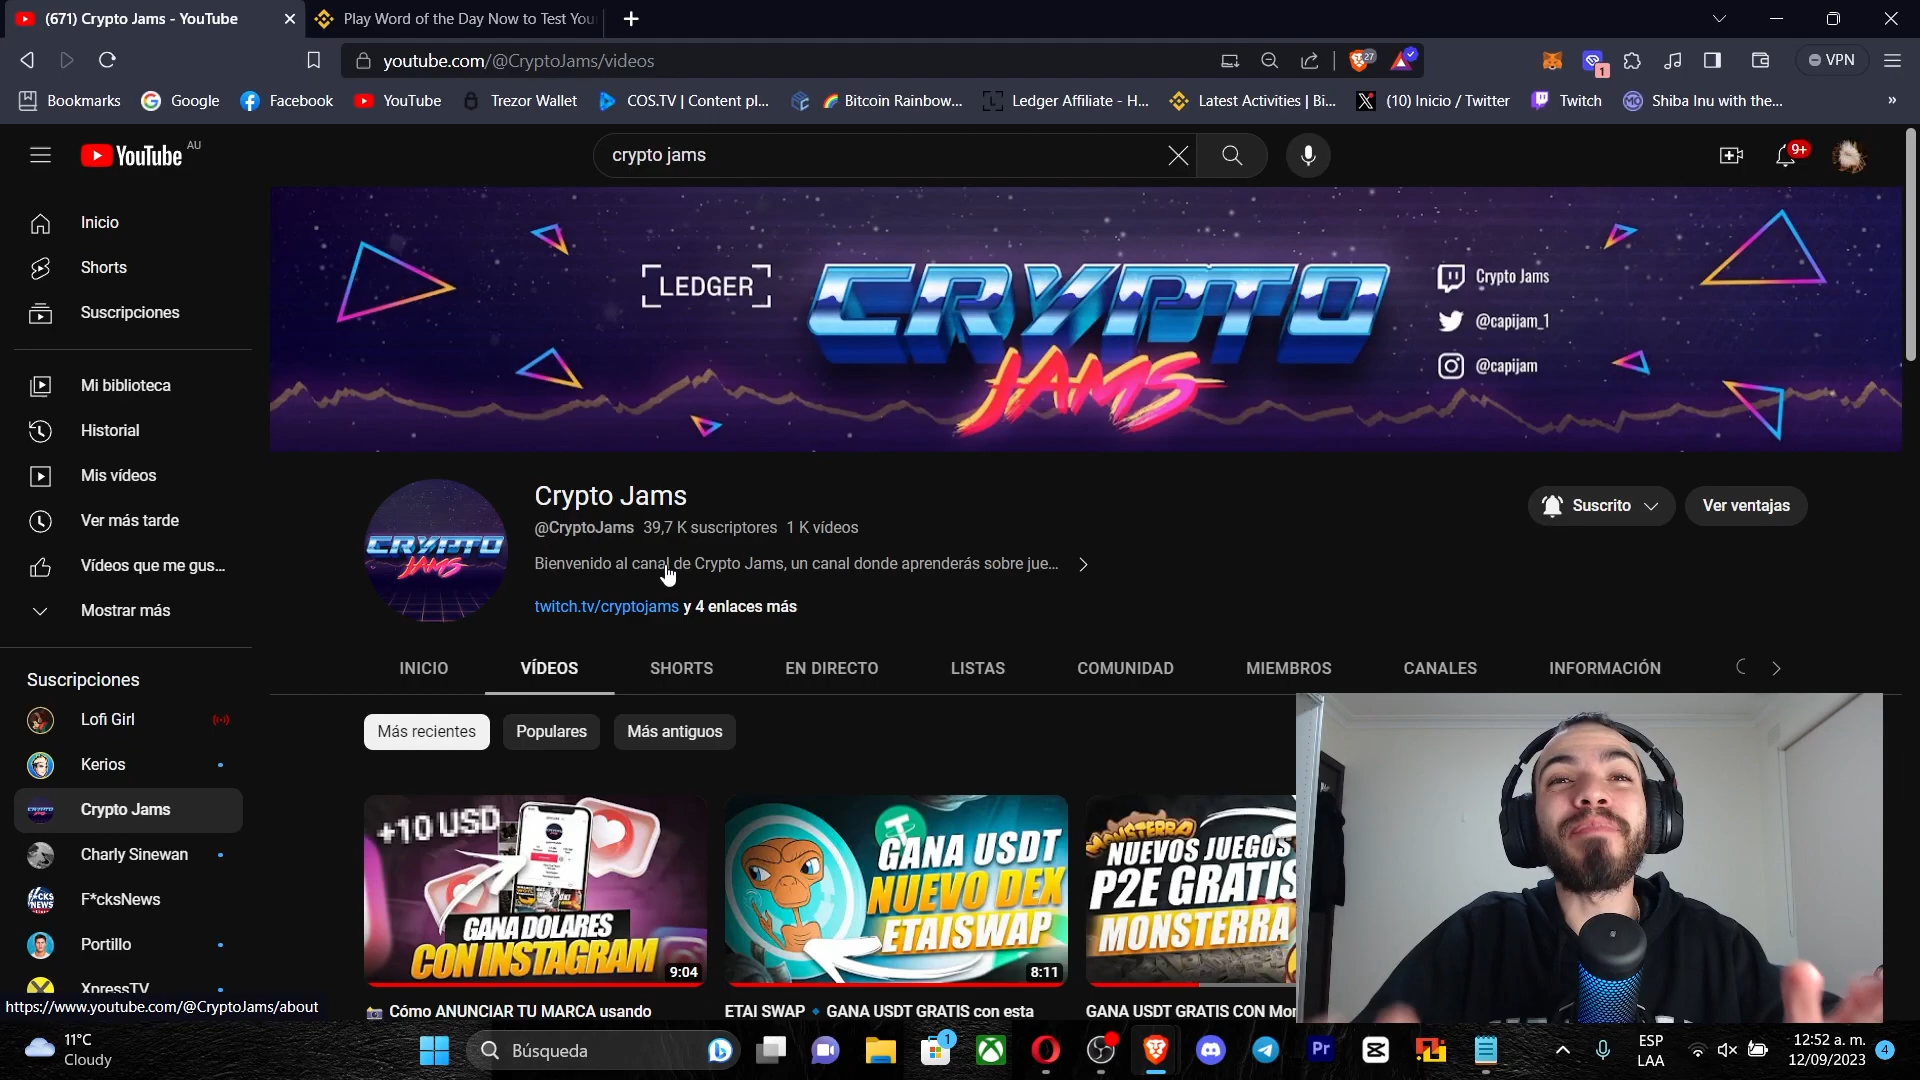 (671) Crypto Jams - YouTube
Play Word of the Day Now to Test You
youtube.com/@CryptoJams/videos
27
1
VPN
Bookmarks
Google
Facebook
YouTube
Trezor Wallet
COS.TV | Content pl...
Bitcoin Rainbow...
Ledger Affiliate - H...
Latest Activities | Bi...
(10) Inicio / Twitter
Twitch
Shiba Inu with the...
»
YouTube AU
crypto jams
9+
Inicio
Shorts
Suscripciones
Mi biblioteca
Historial
Mis vídeos
Ver más tarde
Vídeos que me gus...
Mostrar más
Suscripciones
Lofi Girl
Kerios
Crypto Jams
Charly Sinewan
F*cksNews
Portillo
XpressTV
https://www.youtube.com/@CryptoJams/about
[LEDGER]
CRYPTO
JAMS
Crypto Jams
@capijam_1
@capijam
CRYPTO
JAMS
Crypto Jams
@CryptoJams 39,7 K suscriptores 1 K vídeos
Bienvenido al canal de Crypto Jams, un canal donde aprenderás sobre jue...
twitch.tv/cryptojams y 4 enlaces más
Suscrito
Ver ventajas
INICIO
VÍDEOS
SHORTS
EN DIRECTO
LISTAS
COMUNIDAD
MIEMBROS
CANALES
INFORMACIÓN
Más recientes
Populares
Más antiguos
+10 USD
GANA DOLARES
CON INSTAGRAM
9:04
GANA USDT
NUEVO DEX
ETAISWAP
8:11
MONSTERRA
NUEVOS JUEGOS
P2E GRATIS
MONSTERRA
Cómo ANUNCIAR TU MARCA usando
ETAI SWAP 🔹 GANA USDT GRATIS con esta
GANA USDT GRATIS CON Mon
11°C
Cloudy
Búsqueda
1
Pr
ESP
LAA
12:52 a. m.
12/09/2023
4